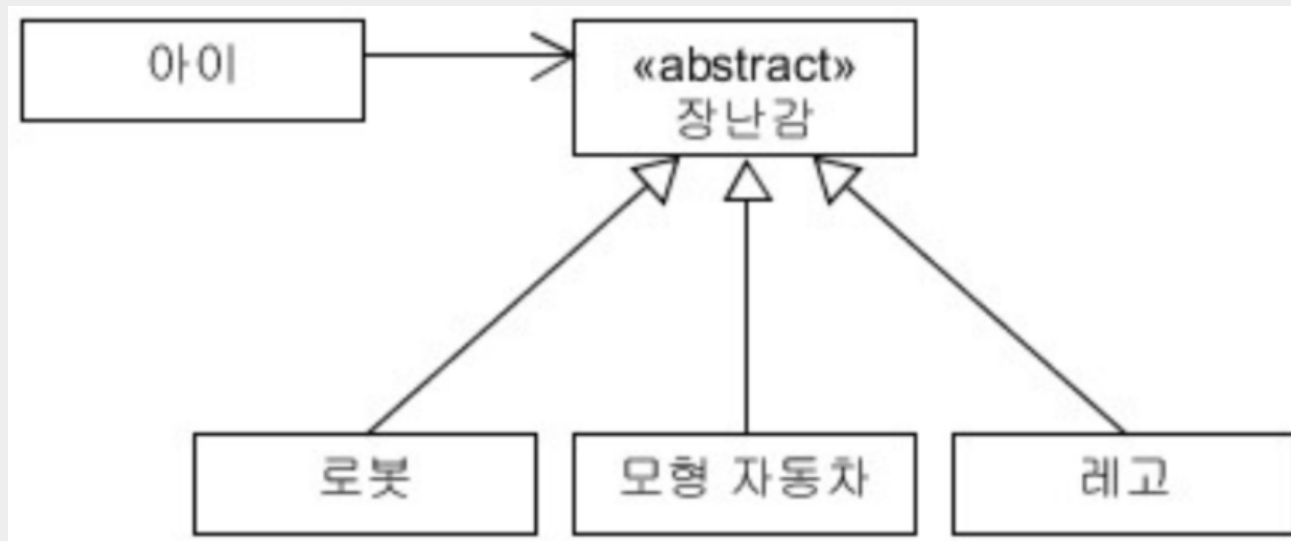 아이
«abstract»
장난감
로봇
모형 자동차
레고